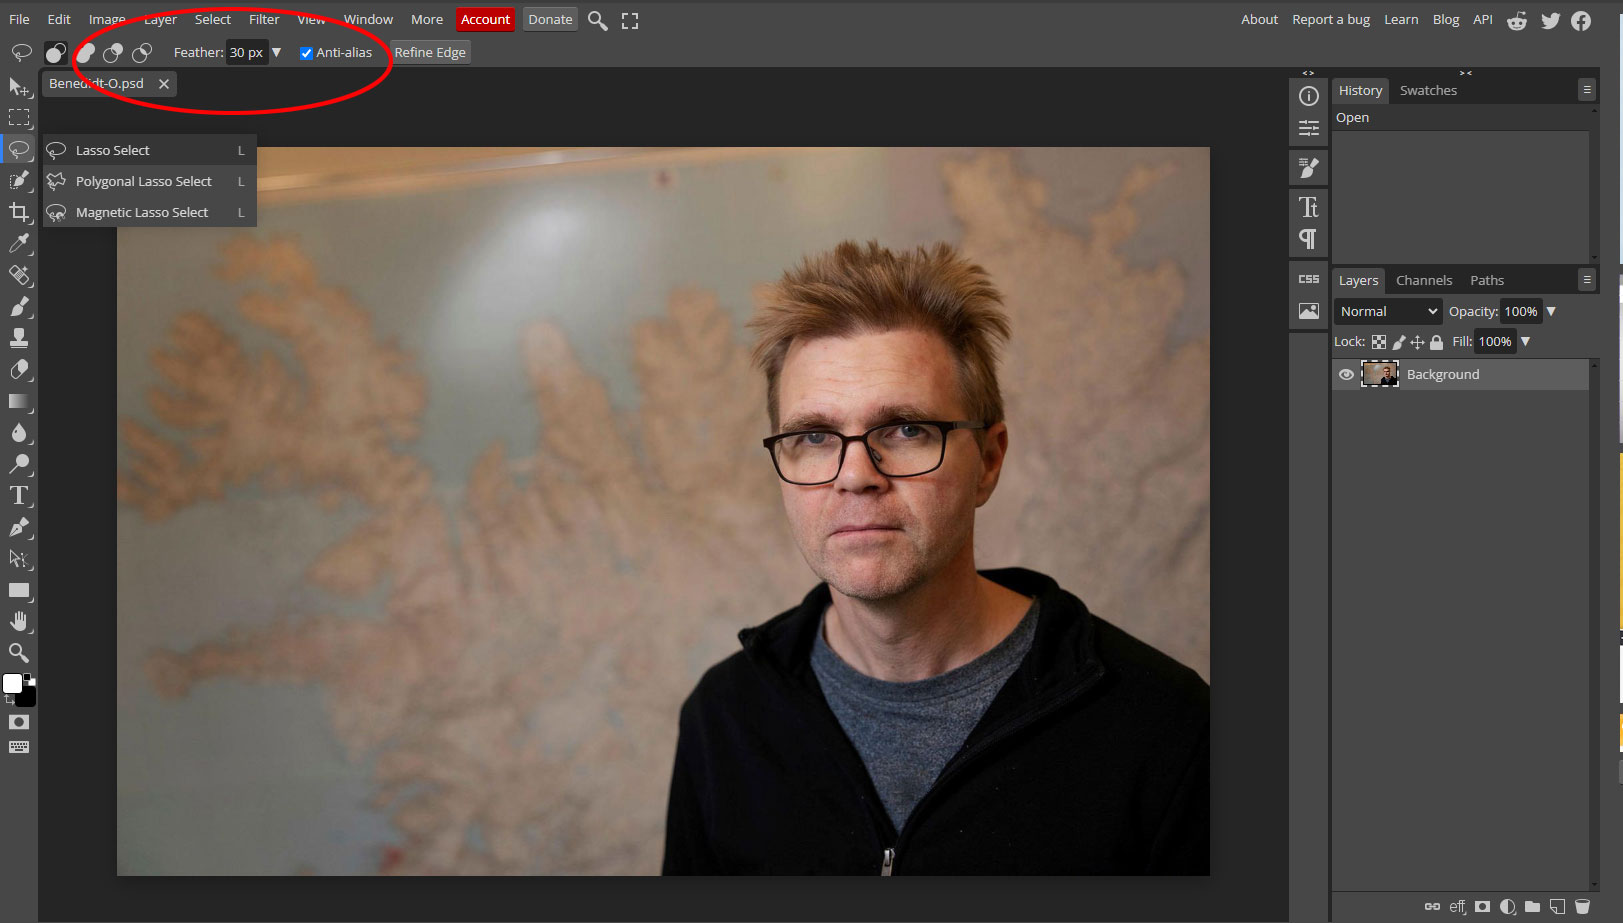 File Edit Image Layer Select Filter View Window More Account Donate About Report a bug Learn Blog API
Feather: 30 px Anti-alias Refine Edge
Benedidt-O.psd
Lasso Select L
Polygonal Lasso Select L
Magnetic Lasso Select L
History Swatches
Open
CSS
Layers Channels Paths
Normal Opacity: 100%
Lock: Fill: 100%
Background
eff